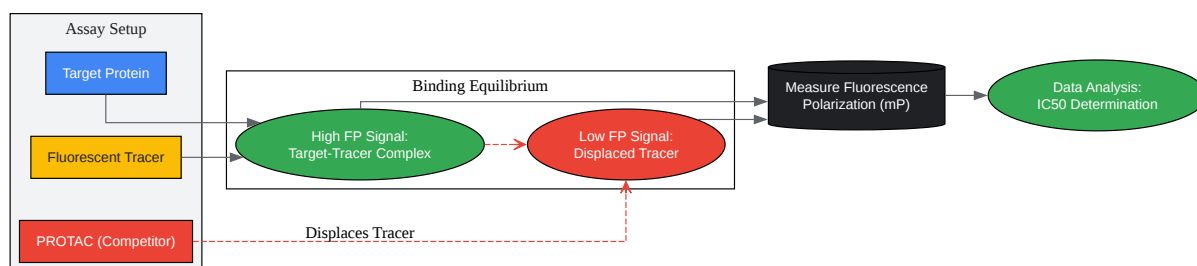 Assay Setup
Target Protein
Fluorescent Tracer
PROTAC (Competitor)
Displaces Tracer
Binding Equilibrium
High FP Signal:
Target-Tracer Complex
Low FP Signal:
Displaced Tracer
Measure Fluorescence
Polarization (mP)
Data Analysis:
IC50 Determination